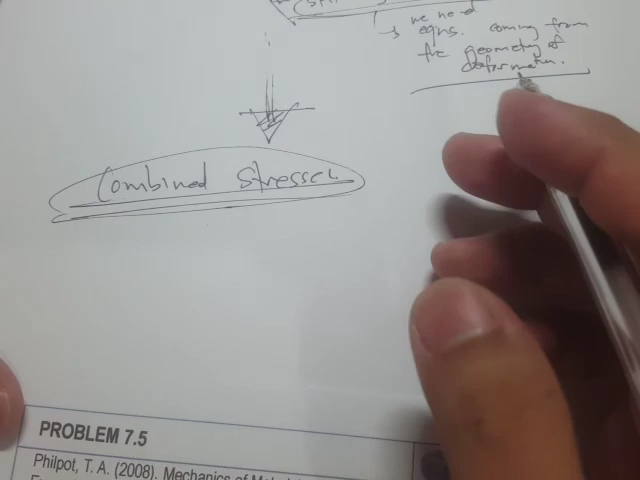 we need
eqns. coming from
the geometry of
deformation.
Combined Stresses
PROBLEM 7.5
Philpot, T. A. (2008). Mechanics of